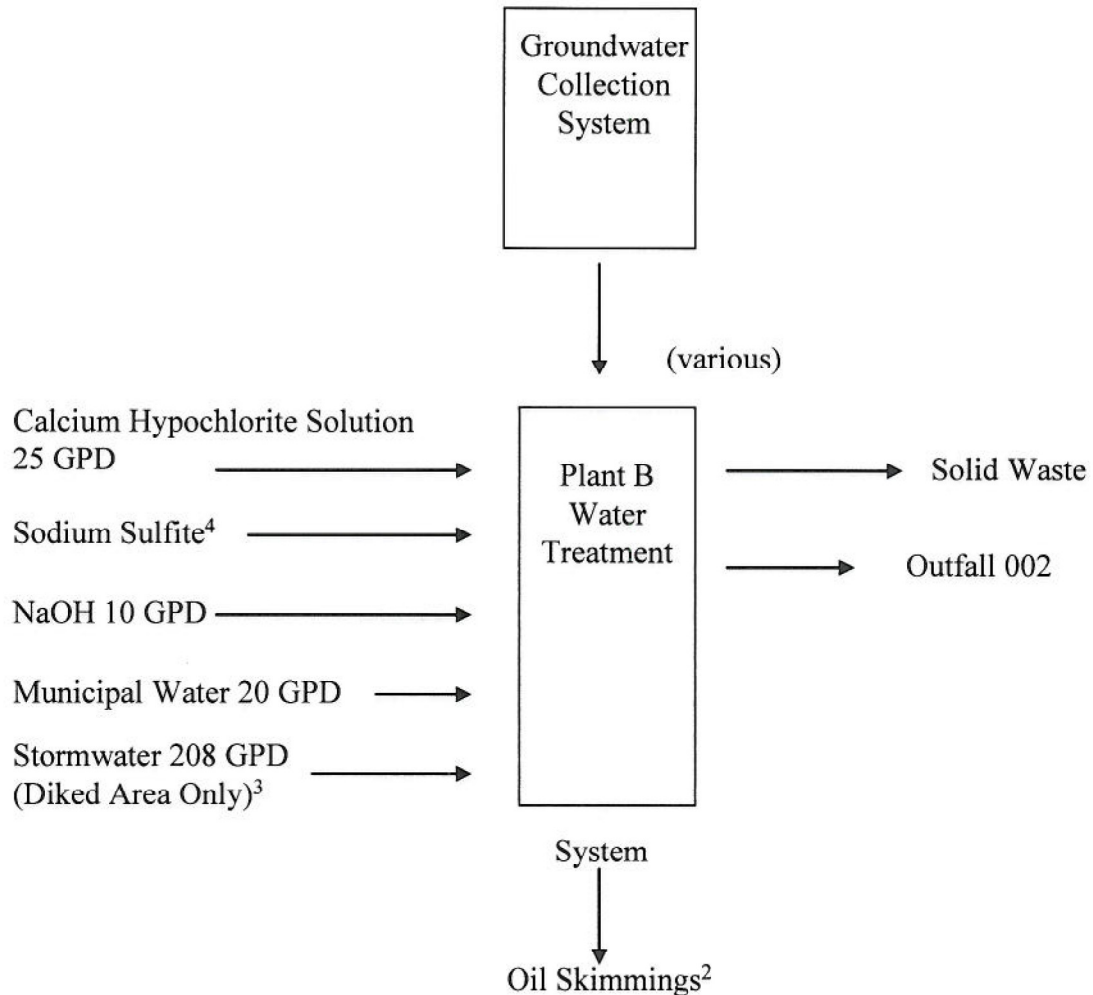 Groundwater
Collection
System
(various)
Calcium Hypochlorite Solution
25 GPD
Sodium Sulfite⁴
NaOH 10 GPD
Municipal Water 20 GPD
Stormwater 208 GPD
(Diked Area Only)³
Plant B
Water
Treatment
Solid Waste
Outfall 002
System
Oil Skimmings²